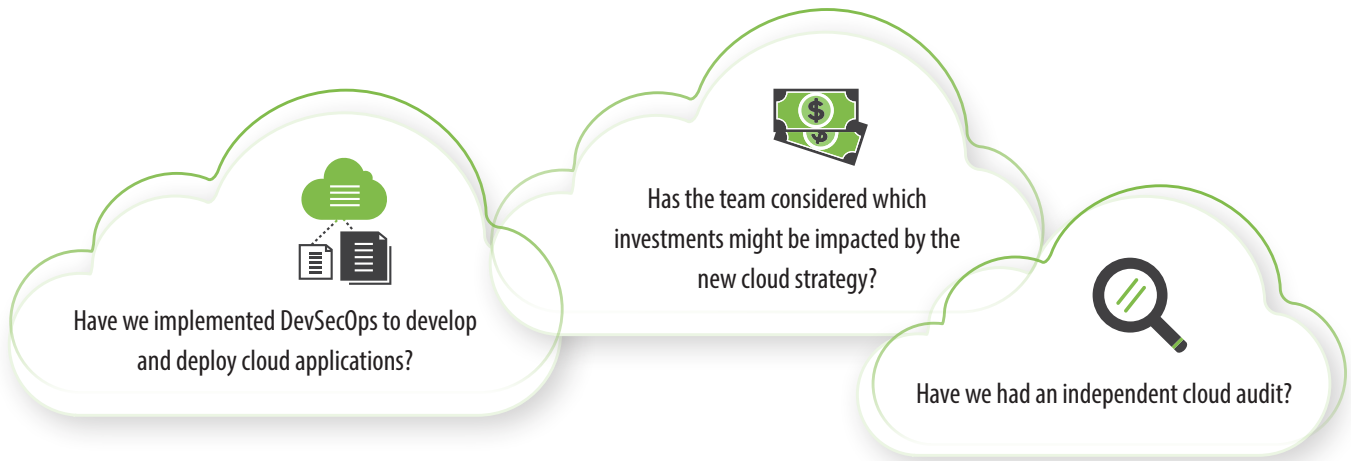 Have we implemented DevSecOps to develop
and deploy cloud applications?
$
$
Has the team considered which
investments might be impacted by the
new cloud strategy?
Have we had an independent cloud audit?